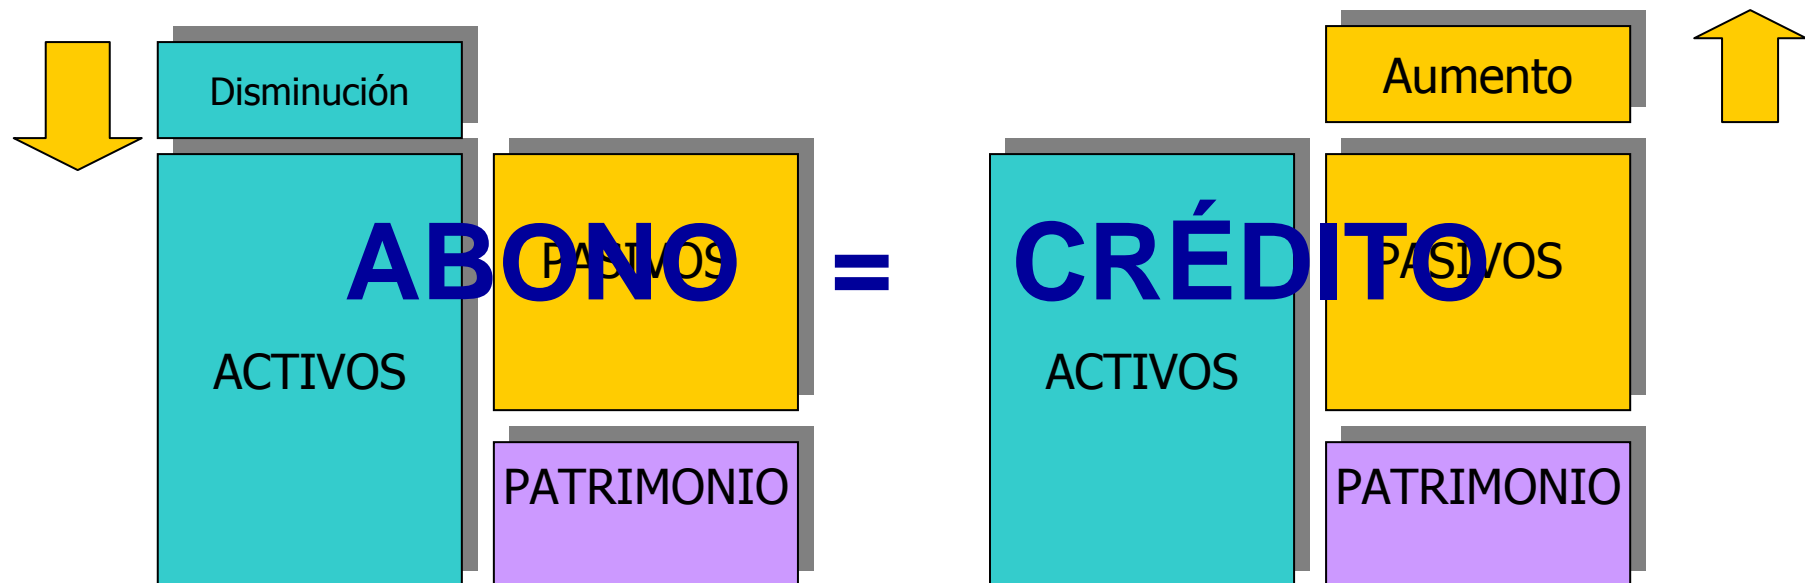 Disminución
Aumento
ABONO = CRÉDITO
PASIVOS
PASIVOS
ACTIVOS
ACTIVOS
PATRIMONIO
PATRIMONIO